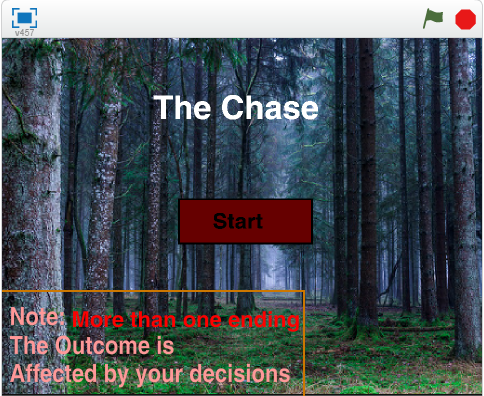 v457
The Chase
Start
Note: More than one ending
The Outcome is
Affected by your decisions